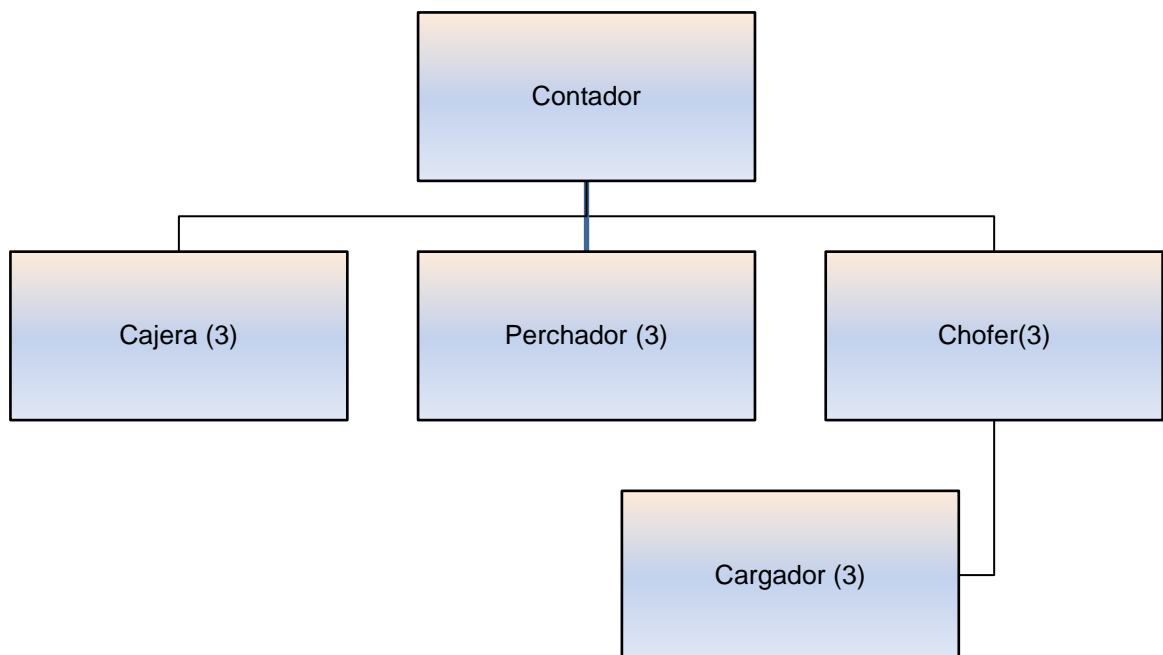 Contador
Cajera (3)
Perchador (3)
Chofer(3)
Cargador (3)